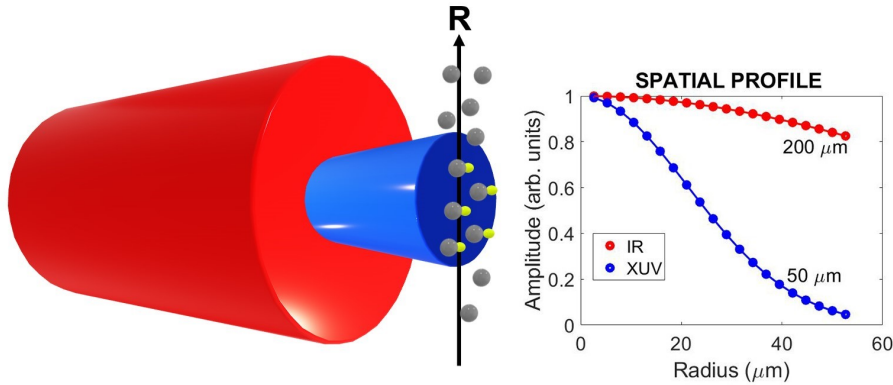 R
SPATIAL PROFILE
Amplitude (arb. units)
1
0.8
0.6
0.4
0.2
0
200 μm
50 μm
IR
XUV
0
20
40
60
Radius (μm)